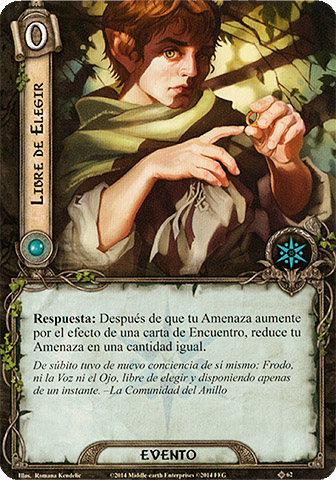 0
LIBRE DE ELEGIR
Respuesta: Después de que tu Amenaza aumente
por el efecto de una carta de Encuentro, reduce tu
Amenaza en una cantidad igual.
De súbito tuvo de nuevo conciencia de sí mismo: Frodo,
ni la Voz ni el Ojo, libre de elegir y disponiendo apenas
de un instante. –La Comunidad del Anillo
EVENTO
Illus. Romana Kendelic
©2014 Middle-earth Enterprises ©2014 FFG
62